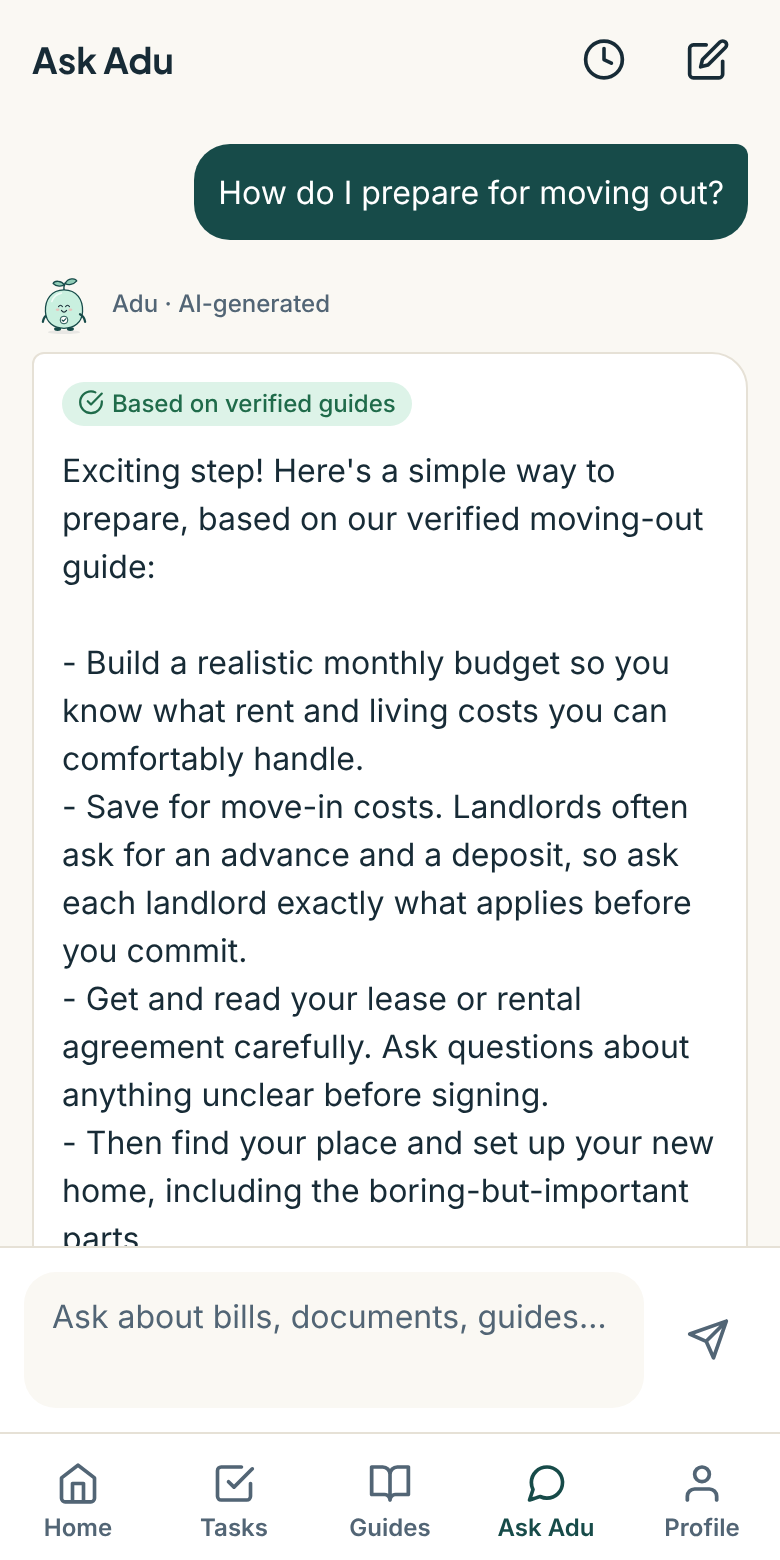 Ask Adu
How do I prepare for moving out?
Adu · AI-generated
Based on verified guides
Exciting step! Here's a simple way to
prepare, based on our verified moving-out
guide:
- Build a realistic monthly budget so you
know what rent and living costs you can
comfortably handle.
- Save for move-in costs. Landlords often
ask for an advance and a deposit, so ask
each landlord exactly what applies before
you commit.
- Get and read your lease or rental
agreement carefully. Ask questions about
anything unclear before signing.
- Then find your place and set up your new
home, including the boring-but-important
parts
Ask about bills, documents, guides...
Home
Tasks
Guides
Ask Adu
Profile